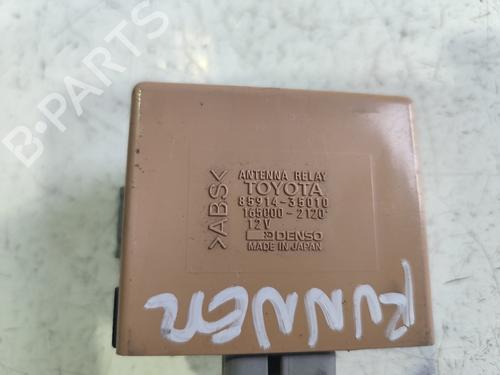 B-PARTS
>ABS<
ANTENNA RELAY
TOYOTA
85914-35010
165000-2120
12V
DENSO
MADE IN JAPAN
RUNNER